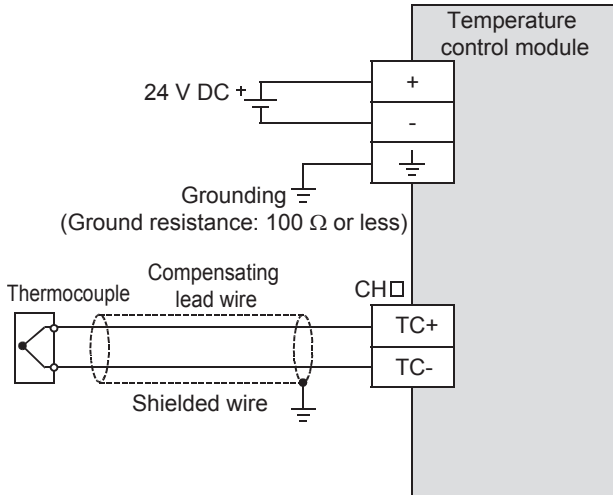 Temperature
control module
24 V DC +
+
-
Grounding
(Ground resistance: 100 Ω or less)
Compensating
lead wire
Thermocouple
CH□
TC+
TC-
Shielded wire